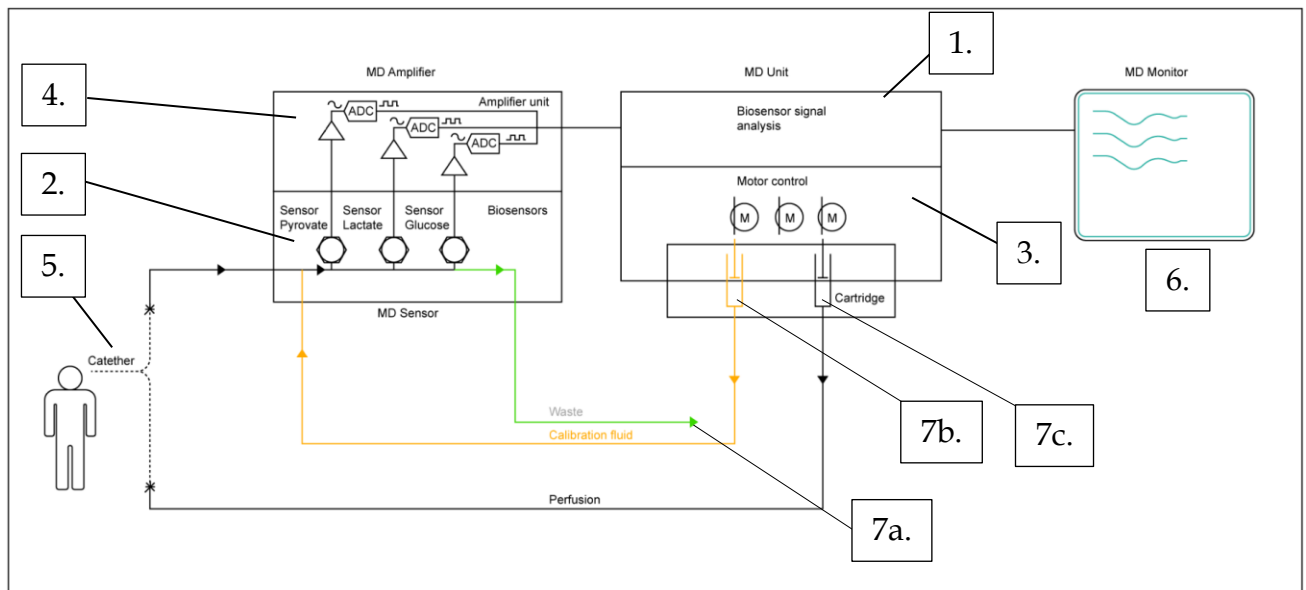 1.
MD Amplifier
MD Unit
MD Monitor
4.
Amplifier unit
ADC
ADC
ADC
Biosensor signal
analysis
2.
Sensor
Pyrovate
Sensor
Lactate
Sensor
Glucose
Biosensors
Motor control
M
M
M
3.
5.
6.
Cartridge
MD Sensor
Catether
Waste
Calibration fluid
7b.
7c.
Perfusion
7a.